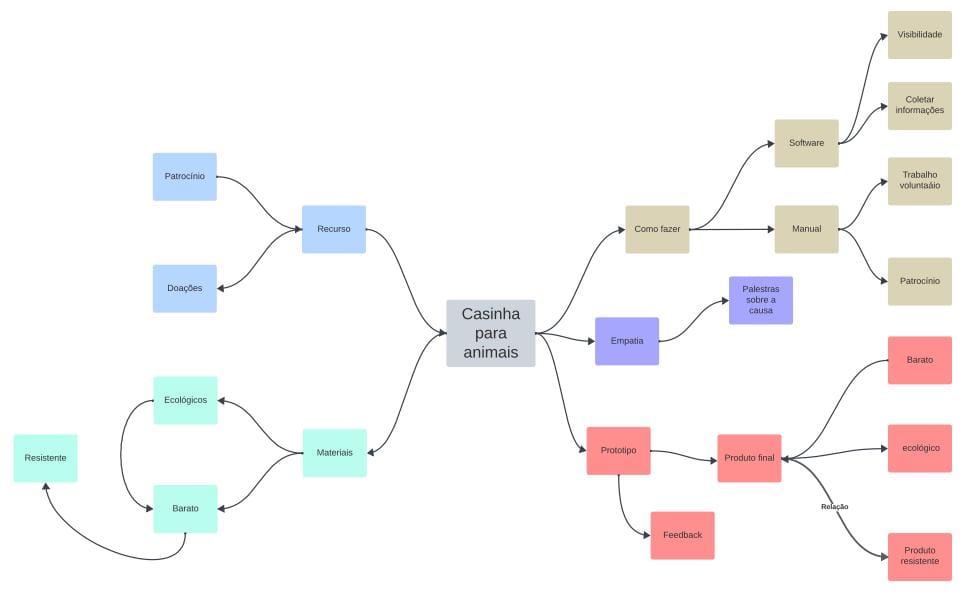 Visibilidade
Coletar
informações
Software
Patrocínio
Trabalho
voluntaáio
Recurso
Como fazer
Manual
Doações
Patrocínio
Palestras
sobre a
causa
Casinha
para
animais
Empatia
Barato
Ecológicos
Resistente
Materiais
Prototipo
Produto final
ecológico
Barato
Relação
Feedback
Produto
resistente